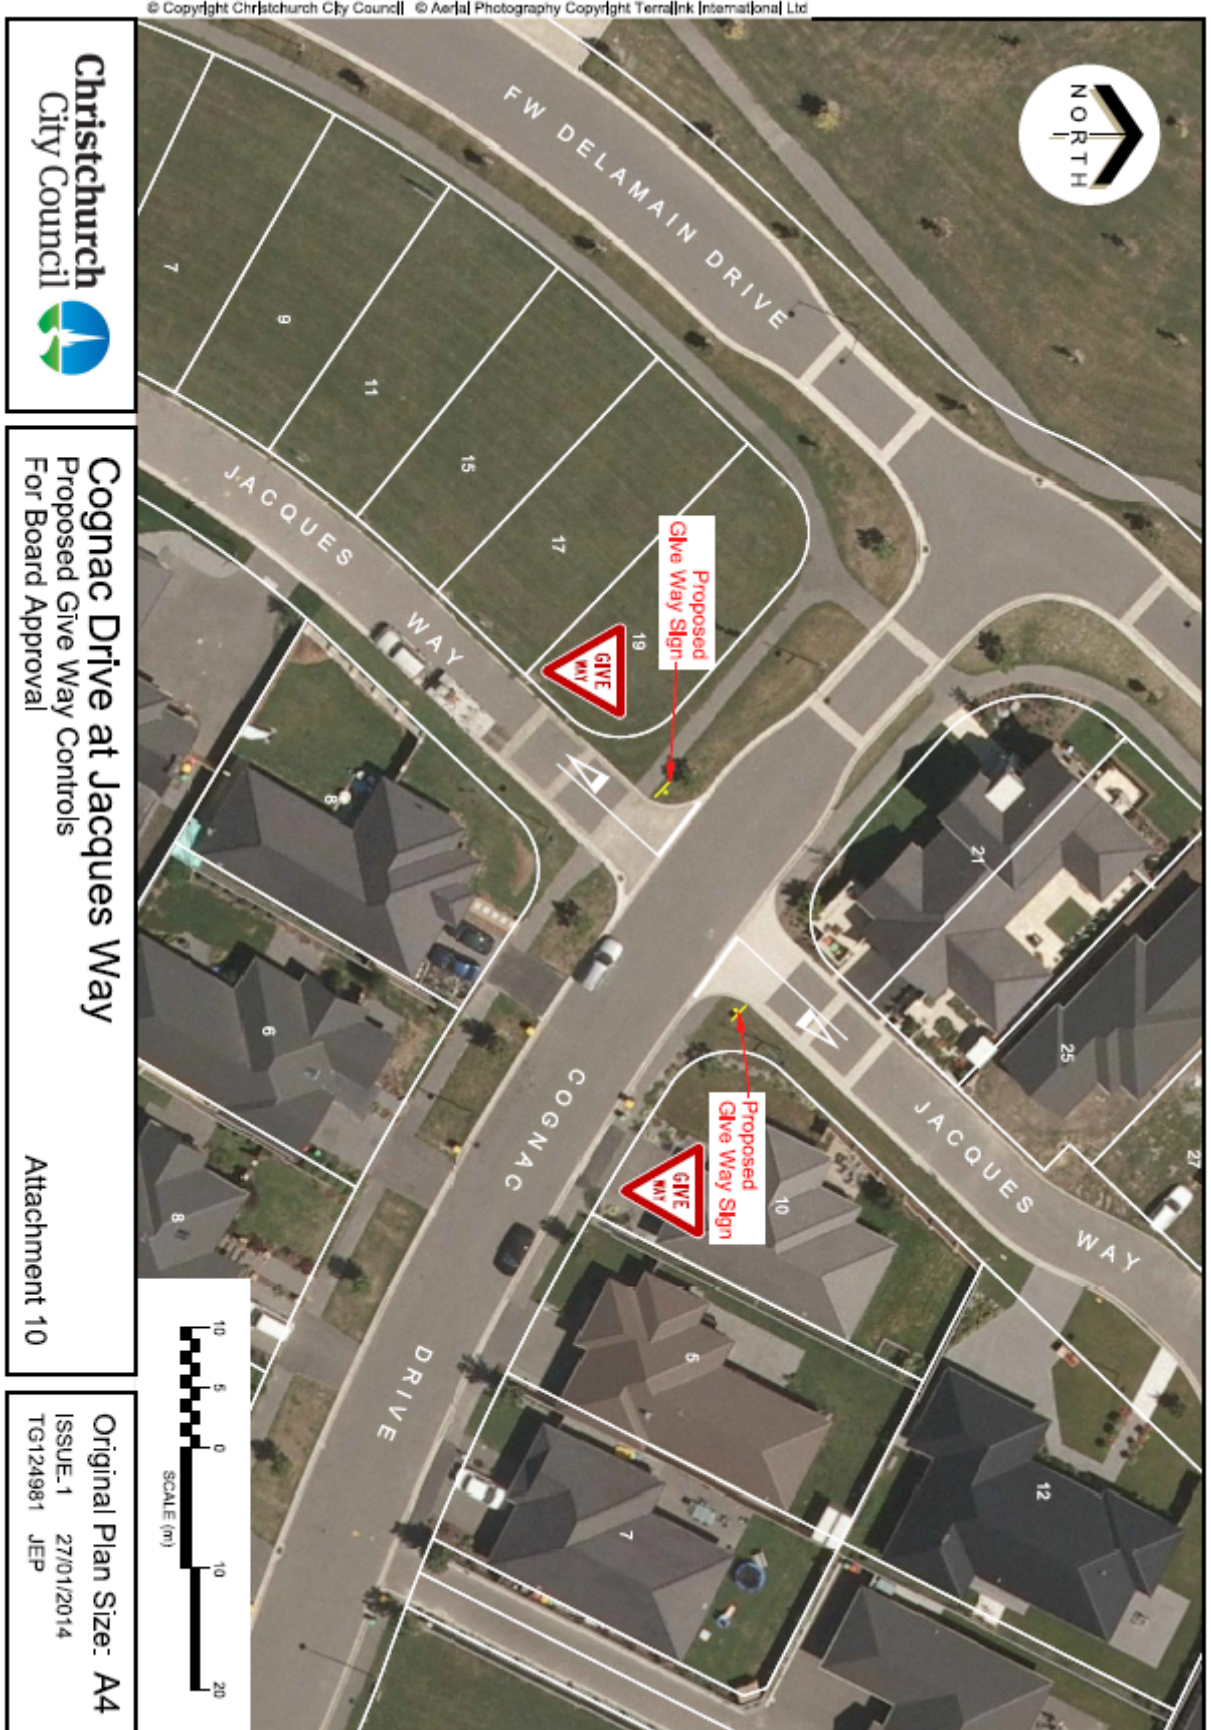 © Copyright Christchurch City Council © Aerial Photography Copyright Terralink International Ltd
NORTH
FW DELAMAIN DRIVE
7
9
11
15
17
19
JACQUES WAY
Proposed
Give Way Sign
GIVE
WAY
21
25
27
JACQUES WAY
Proposed
Give Way Sign
GIVE
WAY
10
12
5
7
COGNAC DRIVE
8
6
8
10 5 0 10 20
SCALE (m)
Christchurch
City Council
Cognac Drive at Jacques Way
Proposed Give Way Controls
For Board Approval
Attachment 10
Original Plan Size: A4
ISSUE.1 27/01/2014
TG124981 JEP